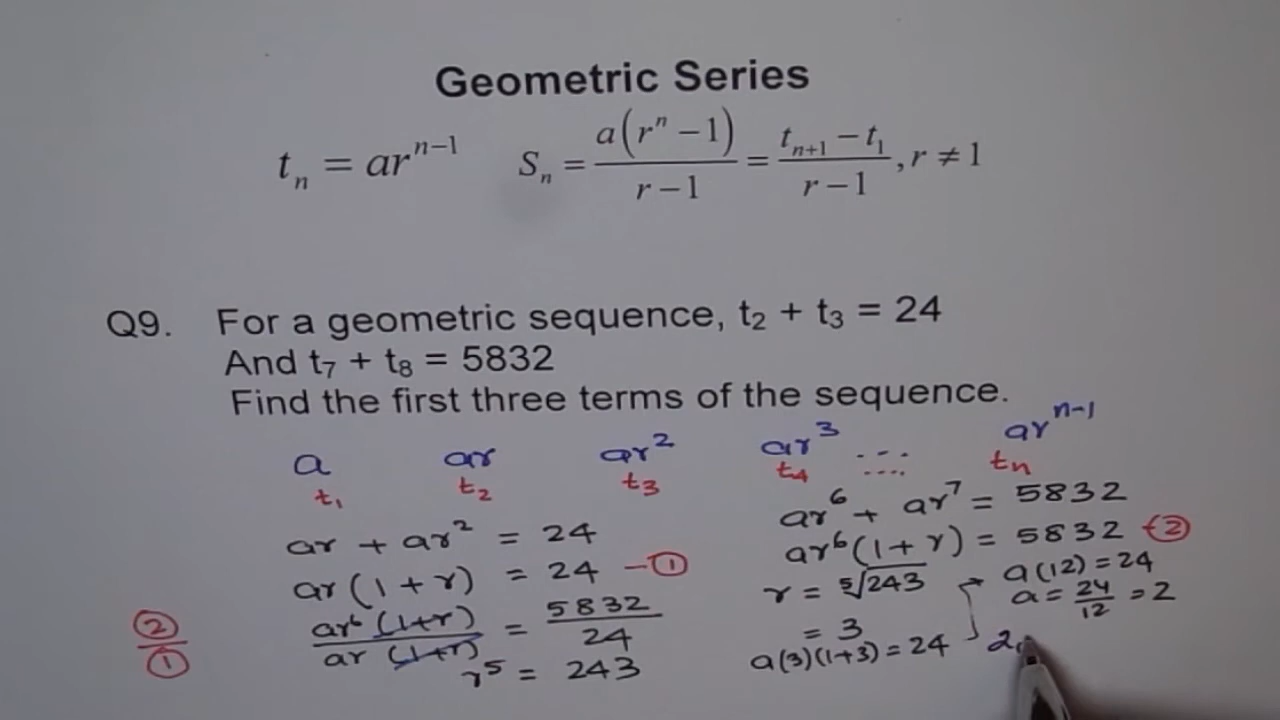 Geometric Series
tₙ = arⁿ⁻¹ Sₙ = a(rⁿ − 1)/(r − 1) = (tₙ₊₁ − t₁)/(r − 1), r ≠ 1
Q9. For a geometric sequence, t₂ + t₃ = 24
And t₇ + t₈ = 5832
Find the first three terms of the sequence.
a ar ar² ar³ .... arⁿ⁻¹
t₁ t₂ t₃ t₄ .... tₙ
ar + ar² = 24
ar(1 + r) = 24 — ①
②/① ar⁶(1+r)/ar(1+r) = 5832/24
r⁵ = 243
ar⁶ + ar⁷ = 5832
ar⁶(1 + r) = 5832 — ②
r = ⁵√243
= 3
a(3)(1+3) = 24
a(12) = 24
a = 24/12 = 2
2,